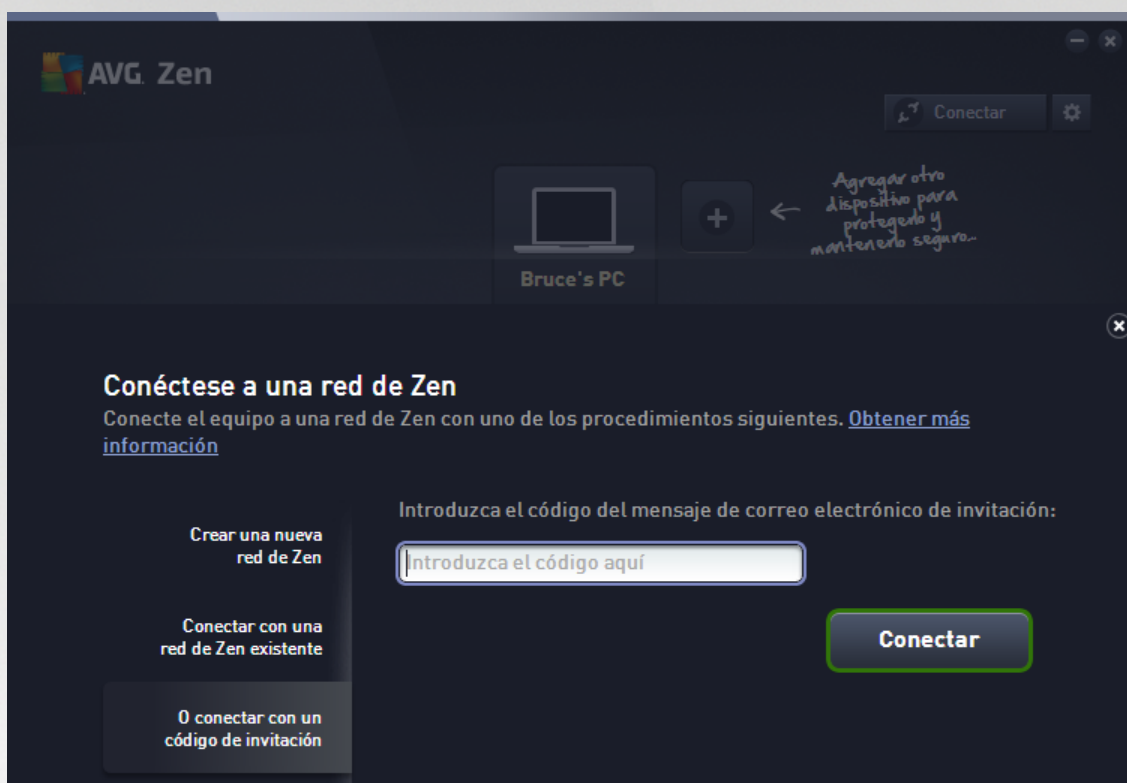 AVG. Zen
Conectar
Agregar otro
dispositivo para
protegerlo y
mantenerlo seguro...
Bruce's PC
Conéctese a una red de Zen
Conecte el equipo a una red de Zen con uno de los procedimientos siguientes. Obtener más
información
Crear una nueva
red de Zen
Conectar con una
red de Zen existente
O conectar con un
código de invitación
Introduzca el código del mensaje de correo electrónico de invitación:
Introduzca el código aquí
Conectar